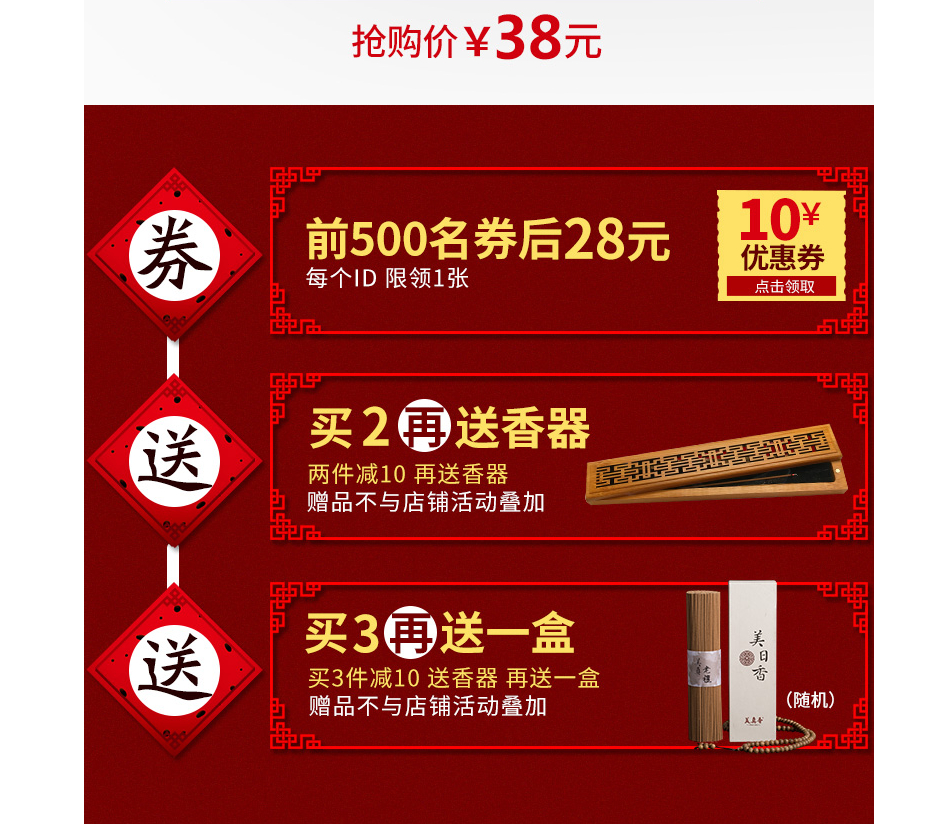 抢购价¥38元
券
前500名券后28元
每个ID 限领1张
10¥
优惠券
点击领取
送
买2再送香器
两件减10 再送香器
赠品不与店铺活动叠加
送
买3再送一盒
买3件减10 送香器 再送一盒
赠品不与店铺活动叠加
美日香
(随机)